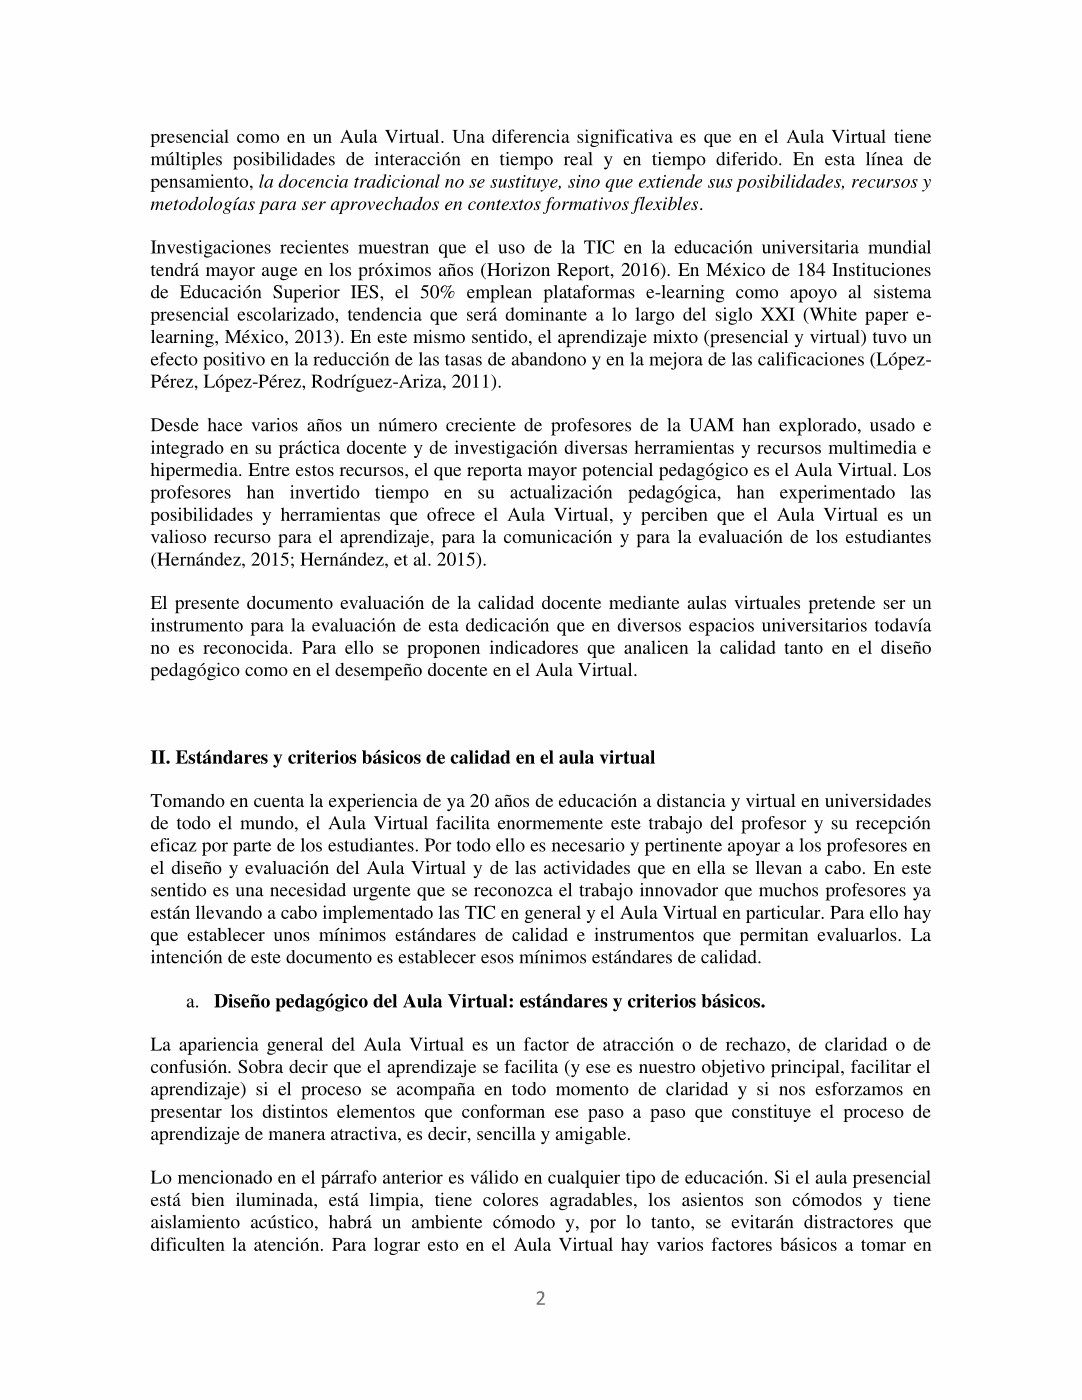 presencial como en un Aula Virtual. Una diferencia significativa es que en el Aula Virtual tiene
múltiples posibilidades de interacción en tiempo real y en tiempo diferido. En esta línea de
pensamiento, la docencia tradicional no se sustituye, sino que extiende sus posibilidades, recursos y
metodologías para ser aprovechados en contextos formativos flexibles.
Investigaciones recientes muestran que el uso de la TIC en la educación universitaria mundial
tendrá mayor auge en los próximos años (Horizon Report, 2016). En México de 184 Instituciones
de Educación Superior IES, el 50% emplean plataformas e-learning como apoyo al sistema
presencial escolarizado, tendencia que será dominante a lo largo del siglo XXI (White paper e-
learning, México, 2013). En este mismo sentido, el aprendizaje mixto (presencial y virtual) tuvo un
efecto positivo en la reducción de las tasas de abandono y en la mejora de las calificaciones (López-
Pérez, López-Pérez, Rodríguez-Ariza, 2011).
Desde hace varios años un número creciente de profesores de la UAM han explorado, usado e
integrado en su práctica docente y de investigación diversas herramientas y recursos multimedia e
hipermedia. Entre estos recursos, el que reporta mayor potencial pedagógico es el Aula Virtual. Los
profesores han invertido tiempo en su actualización pedagógica, han experimentado las
posibilidades y herramientas que ofrece el Aula Virtual, y perciben que el Aula Virtual es un
valioso recurso para el aprendizaje, para la comunicación y para la evaluación de los estudiantes
(Hernández, 2015; Hernández, et al. 2015).
El presente documento evaluación de la calidad docente mediante aulas virtuales pretende ser un
instrumento para la evaluación de esta dedicación que en diversos espacios universitarios todavía
no es reconocida. Para ello se proponen indicadores que analicen la calidad tanto en el diseño
pedagógico como en el desempeño docente en el Aula Virtual.
II. Estándares y criterios básicos de calidad en el aula virtual
Tomando en cuenta la experiencia de ya 20 años de educación a distancia y virtual en universidades
de todo el mundo, el Aula Virtual facilita enormemente este trabajo del profesor y su recepción
eficaz por parte de los estudiantes. Por todo ello es necesario y pertinente apoyar a los profesores en
el diseño y evaluación del Aula Virtual y de las actividades que en ella se llevan a cabo. En este
sentido es una necesidad urgente que se reconozca el trabajo innovador que muchos profesores ya
están llevando a cabo implementado las TIC en general y el Aula Virtual en particular. Para ello hay
que establecer unos mínimos estándares de calidad e instrumentos que permitan evaluarlos. La
intención de este documento es establecer esos mínimos estándares de calidad.
a. Diseño pedagógico del Aula Virtual: estándares y criterios básicos.
La apariencia general del Aula Virtual es un factor de atracción o de rechazo, de claridad o de
confusión. Sobra decir que el aprendizaje se facilita (y ese es nuestro objetivo principal, facilitar el
aprendizaje) si el proceso se acompaña en todo momento de claridad y si nos esforzamos en
presentar los distintos elementos que conforman ese paso a paso que constituye el proceso de
aprendizaje de manera atractiva, es decir, sencilla y amigable.
Lo mencionado en el párrafo anterior es válido en cualquier tipo de educación. Si el aula presencial
está bien iluminada, está limpia, tiene colores agradables, los asientos son cómodos y tiene
aislamiento acústico, habrá un ambiente cómodo y, por lo tanto, se evitarán distractores que
dificulten la atención. Para lograr esto en el Aula Virtual hay varios factores básicos a tomar en
2